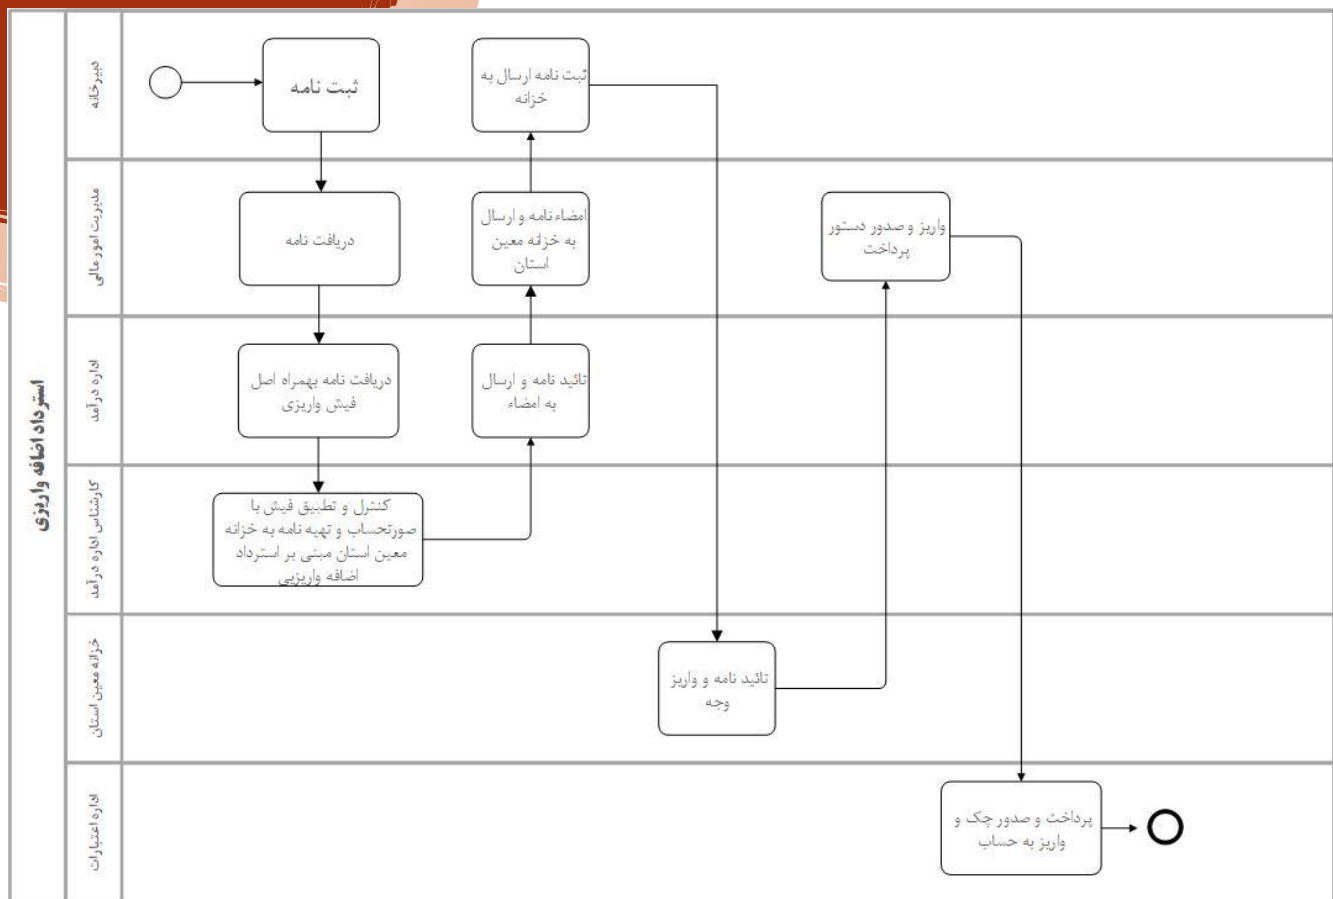 استرداد اضافه واریزی
دبیرخانه
ثبت نامه
ثبت نامه ارسال به
خزانه
مدیریت امور مالی
دریافت نامه
امضاء نامه و ارسال
به خزانه معین
استان
واریز و صدور دستور
پرداخت
اداره درآمد
دریافت نامه بهمراه اصل
فیش واریزی
تائید نامه و ارسال
به امضاء
کارشناس اداره درآمد
کنترل و تطبیق فیش با
صورتحساب و تهیه نامه به خزانه
معین استان مبنی بر استرداد
اضافه واریزیی
خزانه معین استان
تائید نامه و واریز
وجه
اداره اعتبارات
پرداخت و صدور چک و
واریز به حساب